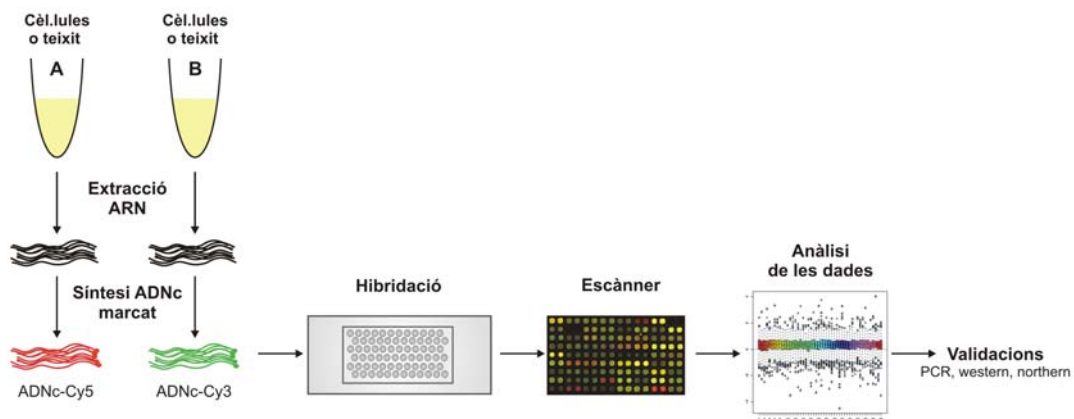 Cèl.lules
o teixit
A
Cèl.lules
o teixit
B
Extracció
ARN
Síntesi ADNc
marcat
ADNc-Cy5
ADNc-Cy3
Hibridació
Escànner
Anàlisi
de les dades
Validacions
PCR, western, northern